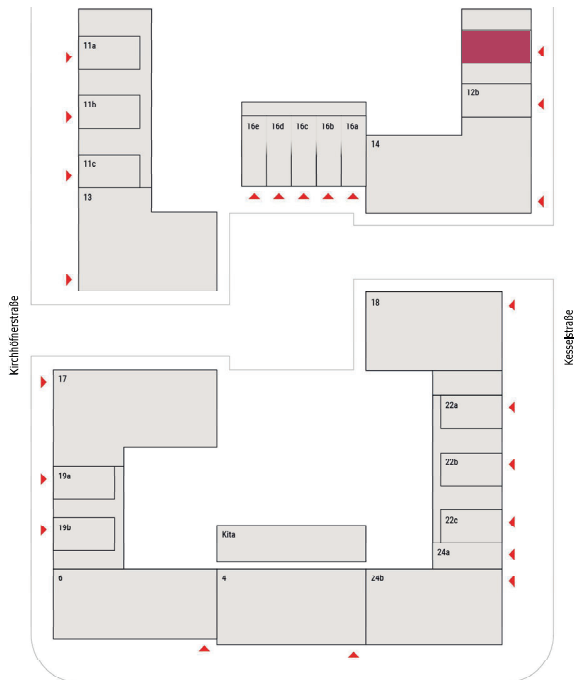 11a
11b
12b
16e 16d 16c 16b 16a
14
11c
13
Kirchhöfnerstraße
18
Kesselstraße
17
22a
22b
19a
19b
22c
Kita
24a
6
4
24b